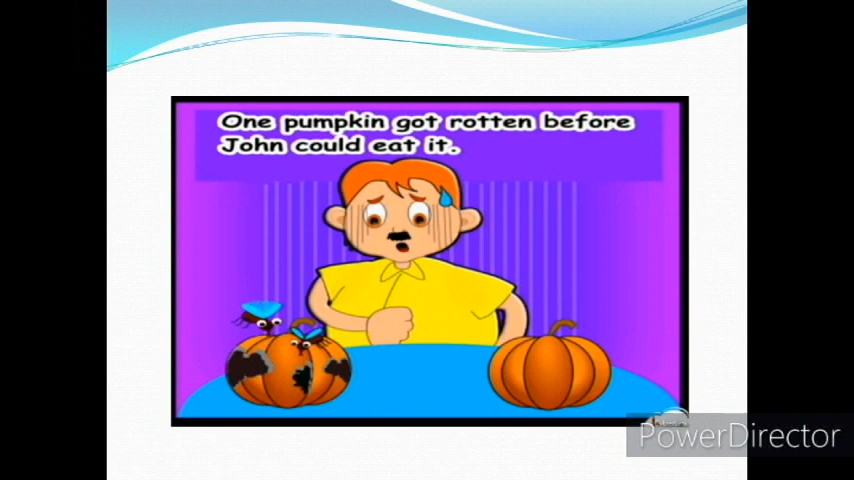 One pumpkin got rotten before
John could eat it.
PowerDirector